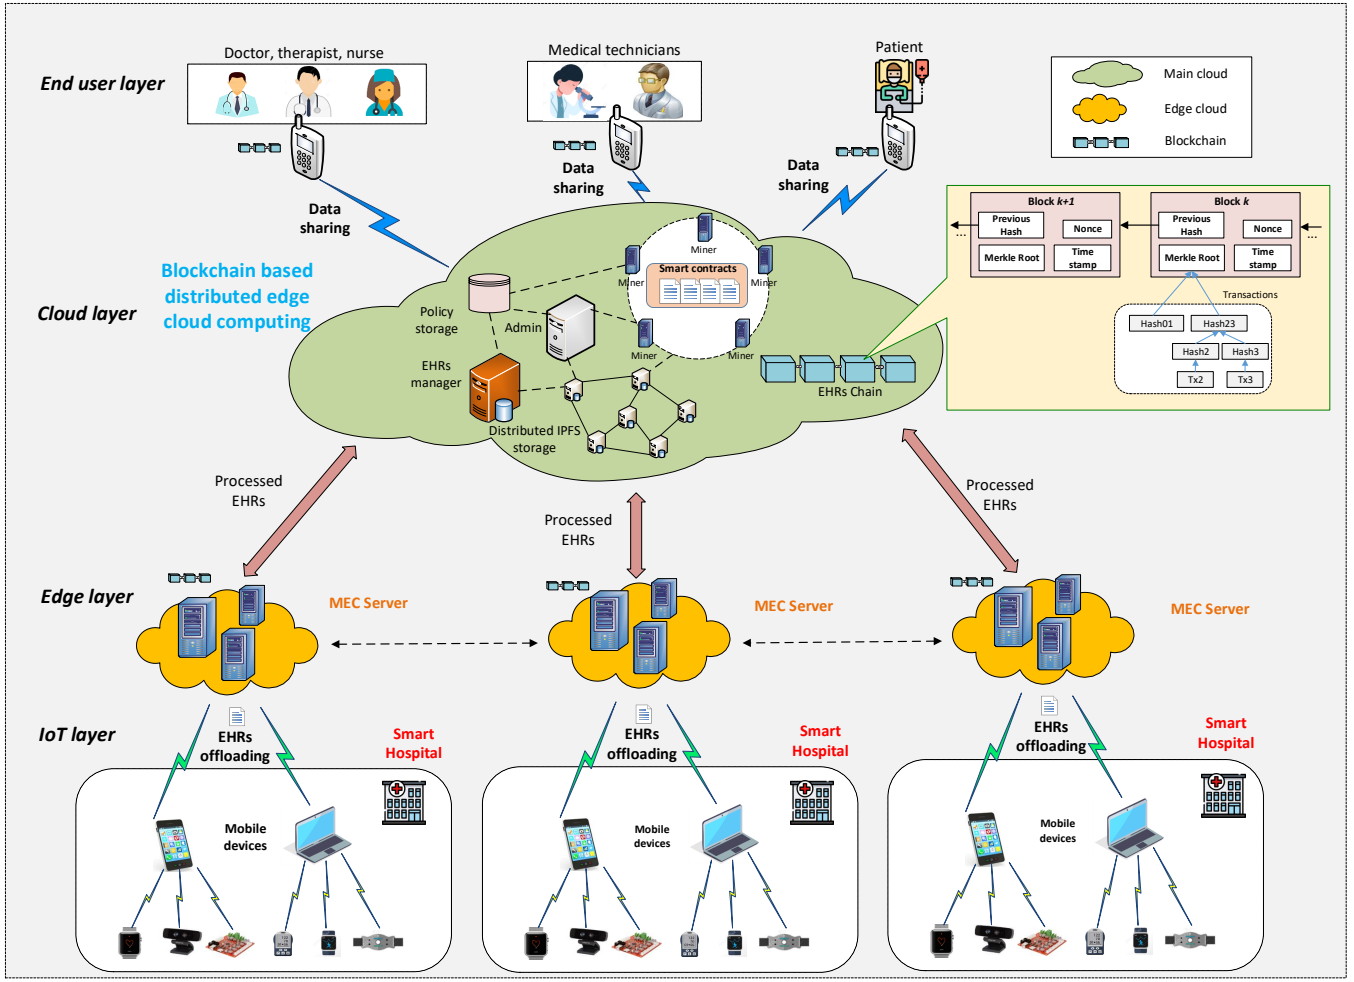 End user layer
Doctor, therapist, nurse
Medical technicians
Patient
Main cloud
Edge cloud
Blockchain
Data
sharing
Data
sharing
Data
sharing
Cloud layer
Blockchain based
distributed edge
cloud computing
Policy
storage
Admin
EHRs
manager
Distributed IPFS
storage
Miner
Miner
Miner
Miner
Miner
Smart contracts
EHRs Chain
Block k+1
Previous
Hash
Nonce
Merkle Root
Time
stamp
...
Block k
Previous
Hash
Nonce
Merkle Root
Time
stamp
...
Transactions
Hash01
Hash23
Hash2
Hash3
Tx2
Tx3
Processed
EHRs
Processed
EHRs
Processed
EHRs
Edge layer
MEC Server
MEC Server
MEC Server
IoT layer
EHRs
offloading
Smart
Hospital
EHRs
offloading
Smart
Hospital
EHRs
offloading
Smart
Hospital
Mobile
devices
Mobile
devices
Mobile
devices